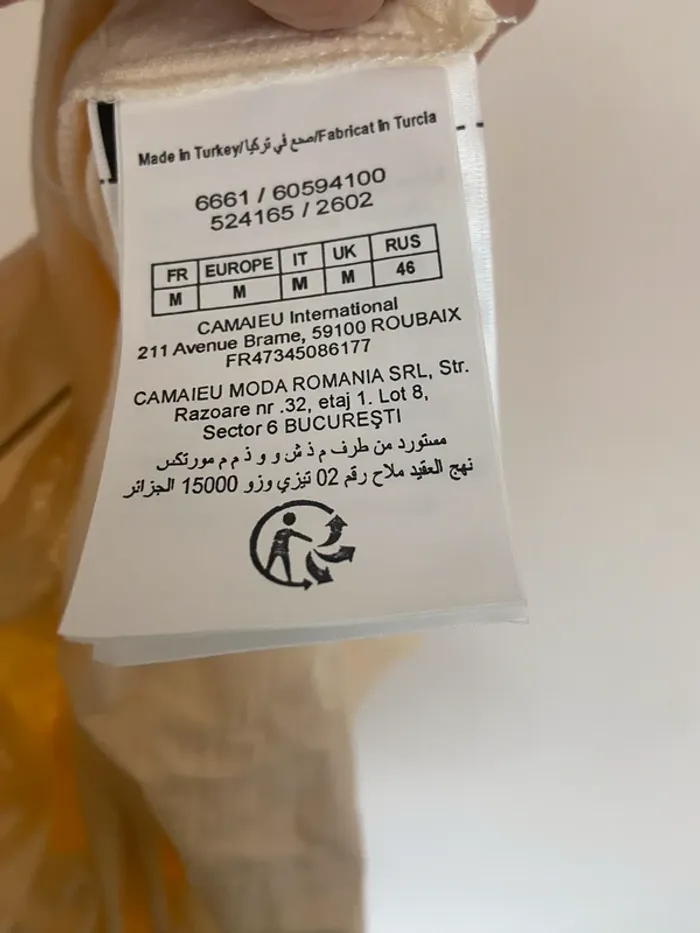 Made in Turkey/صنع في تركيا/Fabricat în Turcia
6661 / 60594100
524165 / 2602
FR EUROPE IT UK RUS
M M M M 46
CAMAIEU International
211 Avenue Brame, 59100 ROUBAIX
FR47345086177
CAMAIEU MODA ROMANIA SRL, Str.
Razoare nr .32, etaj 1. Lot 8,
Sector 6 BUCUREŞTI
مستورد من طرف م ذ ش و و ذ م م مورتكس
نهج العقيد ملاح رقم 02 تيزي وزو 15000 الجزائر